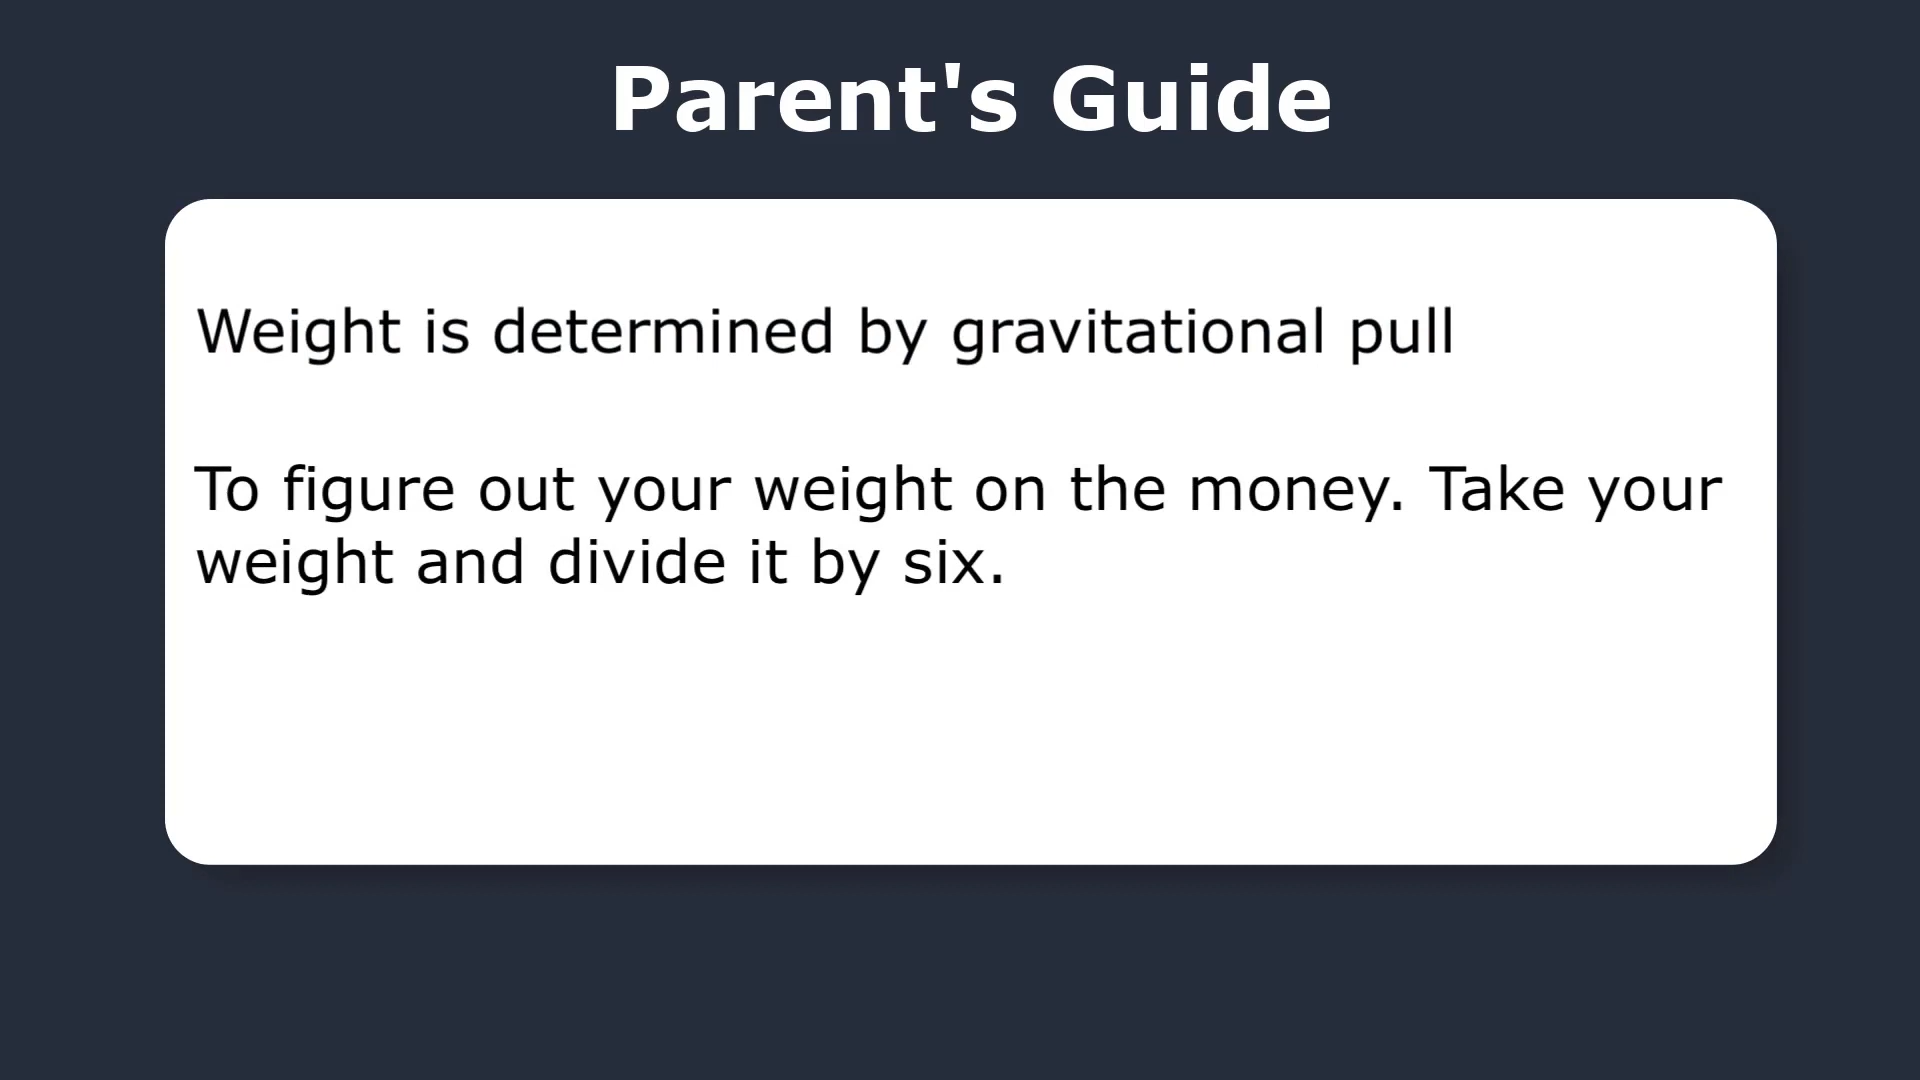 Parent's Guide
Weight is determined by gravitational pull
To figure out your weight on the money. Take your
weight and divide it by six.